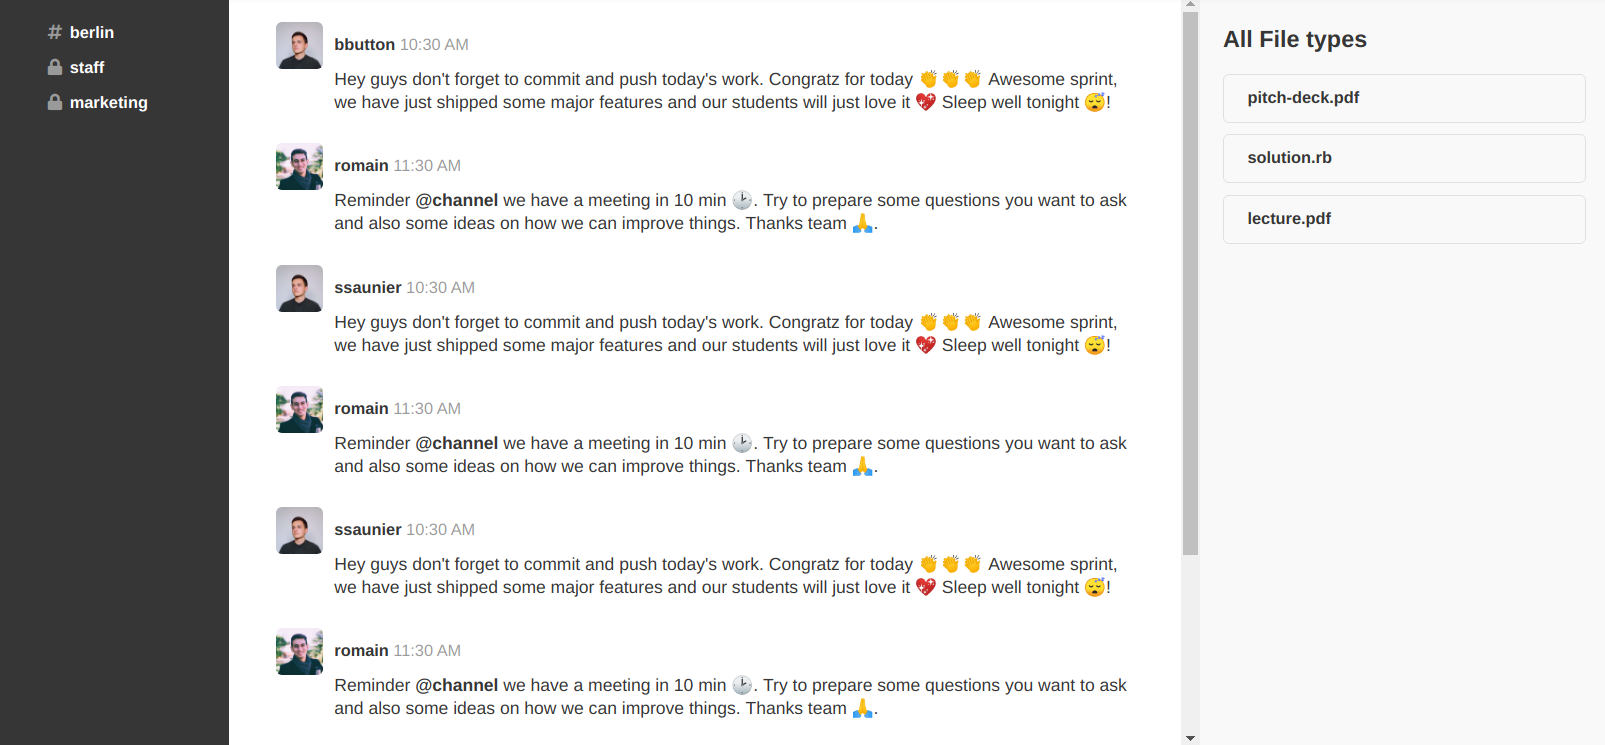 # berlin
staff
marketing
bbutton 10:30 AM
Hey guys don't forget to commit and push today's work. Congratz for today 👏👏👏 Awesome sprint,
we have just shipped some major features and our students will just love it 💖 Sleep well tonight 😴!
romain 11:30 AM
Reminder @channel we have a meeting in 10 min 🕑. Try to prepare some questions you want to ask
and also some ideas on how we can improve things. Thanks team 🙏.
ssaunier 10:30 AM
Hey guys don't forget to commit and push today's work. Congratz for today 👏👏👏 Awesome sprint,
we have just shipped some major features and our students will just love it 💖 Sleep well tonight 😴!
romain 11:30 AM
Reminder @channel we have a meeting in 10 min 🕑. Try to prepare some questions you want to ask
and also some ideas on how we can improve things. Thanks team 🙏.
ssaunier 10:30 AM
Hey guys don't forget to commit and push today's work. Congratz for today 👏👏👏 Awesome sprint,
we have just shipped some major features and our students will just love it 💖 Sleep well tonight 😴!
romain 11:30 AM
Reminder @channel we have a meeting in 10 min 🕑. Try to prepare some questions you want to ask
and also some ideas on how we can improve things. Thanks team 🙏.
All File types
pitch-deck.pdf
solution.rb
lecture.pdf